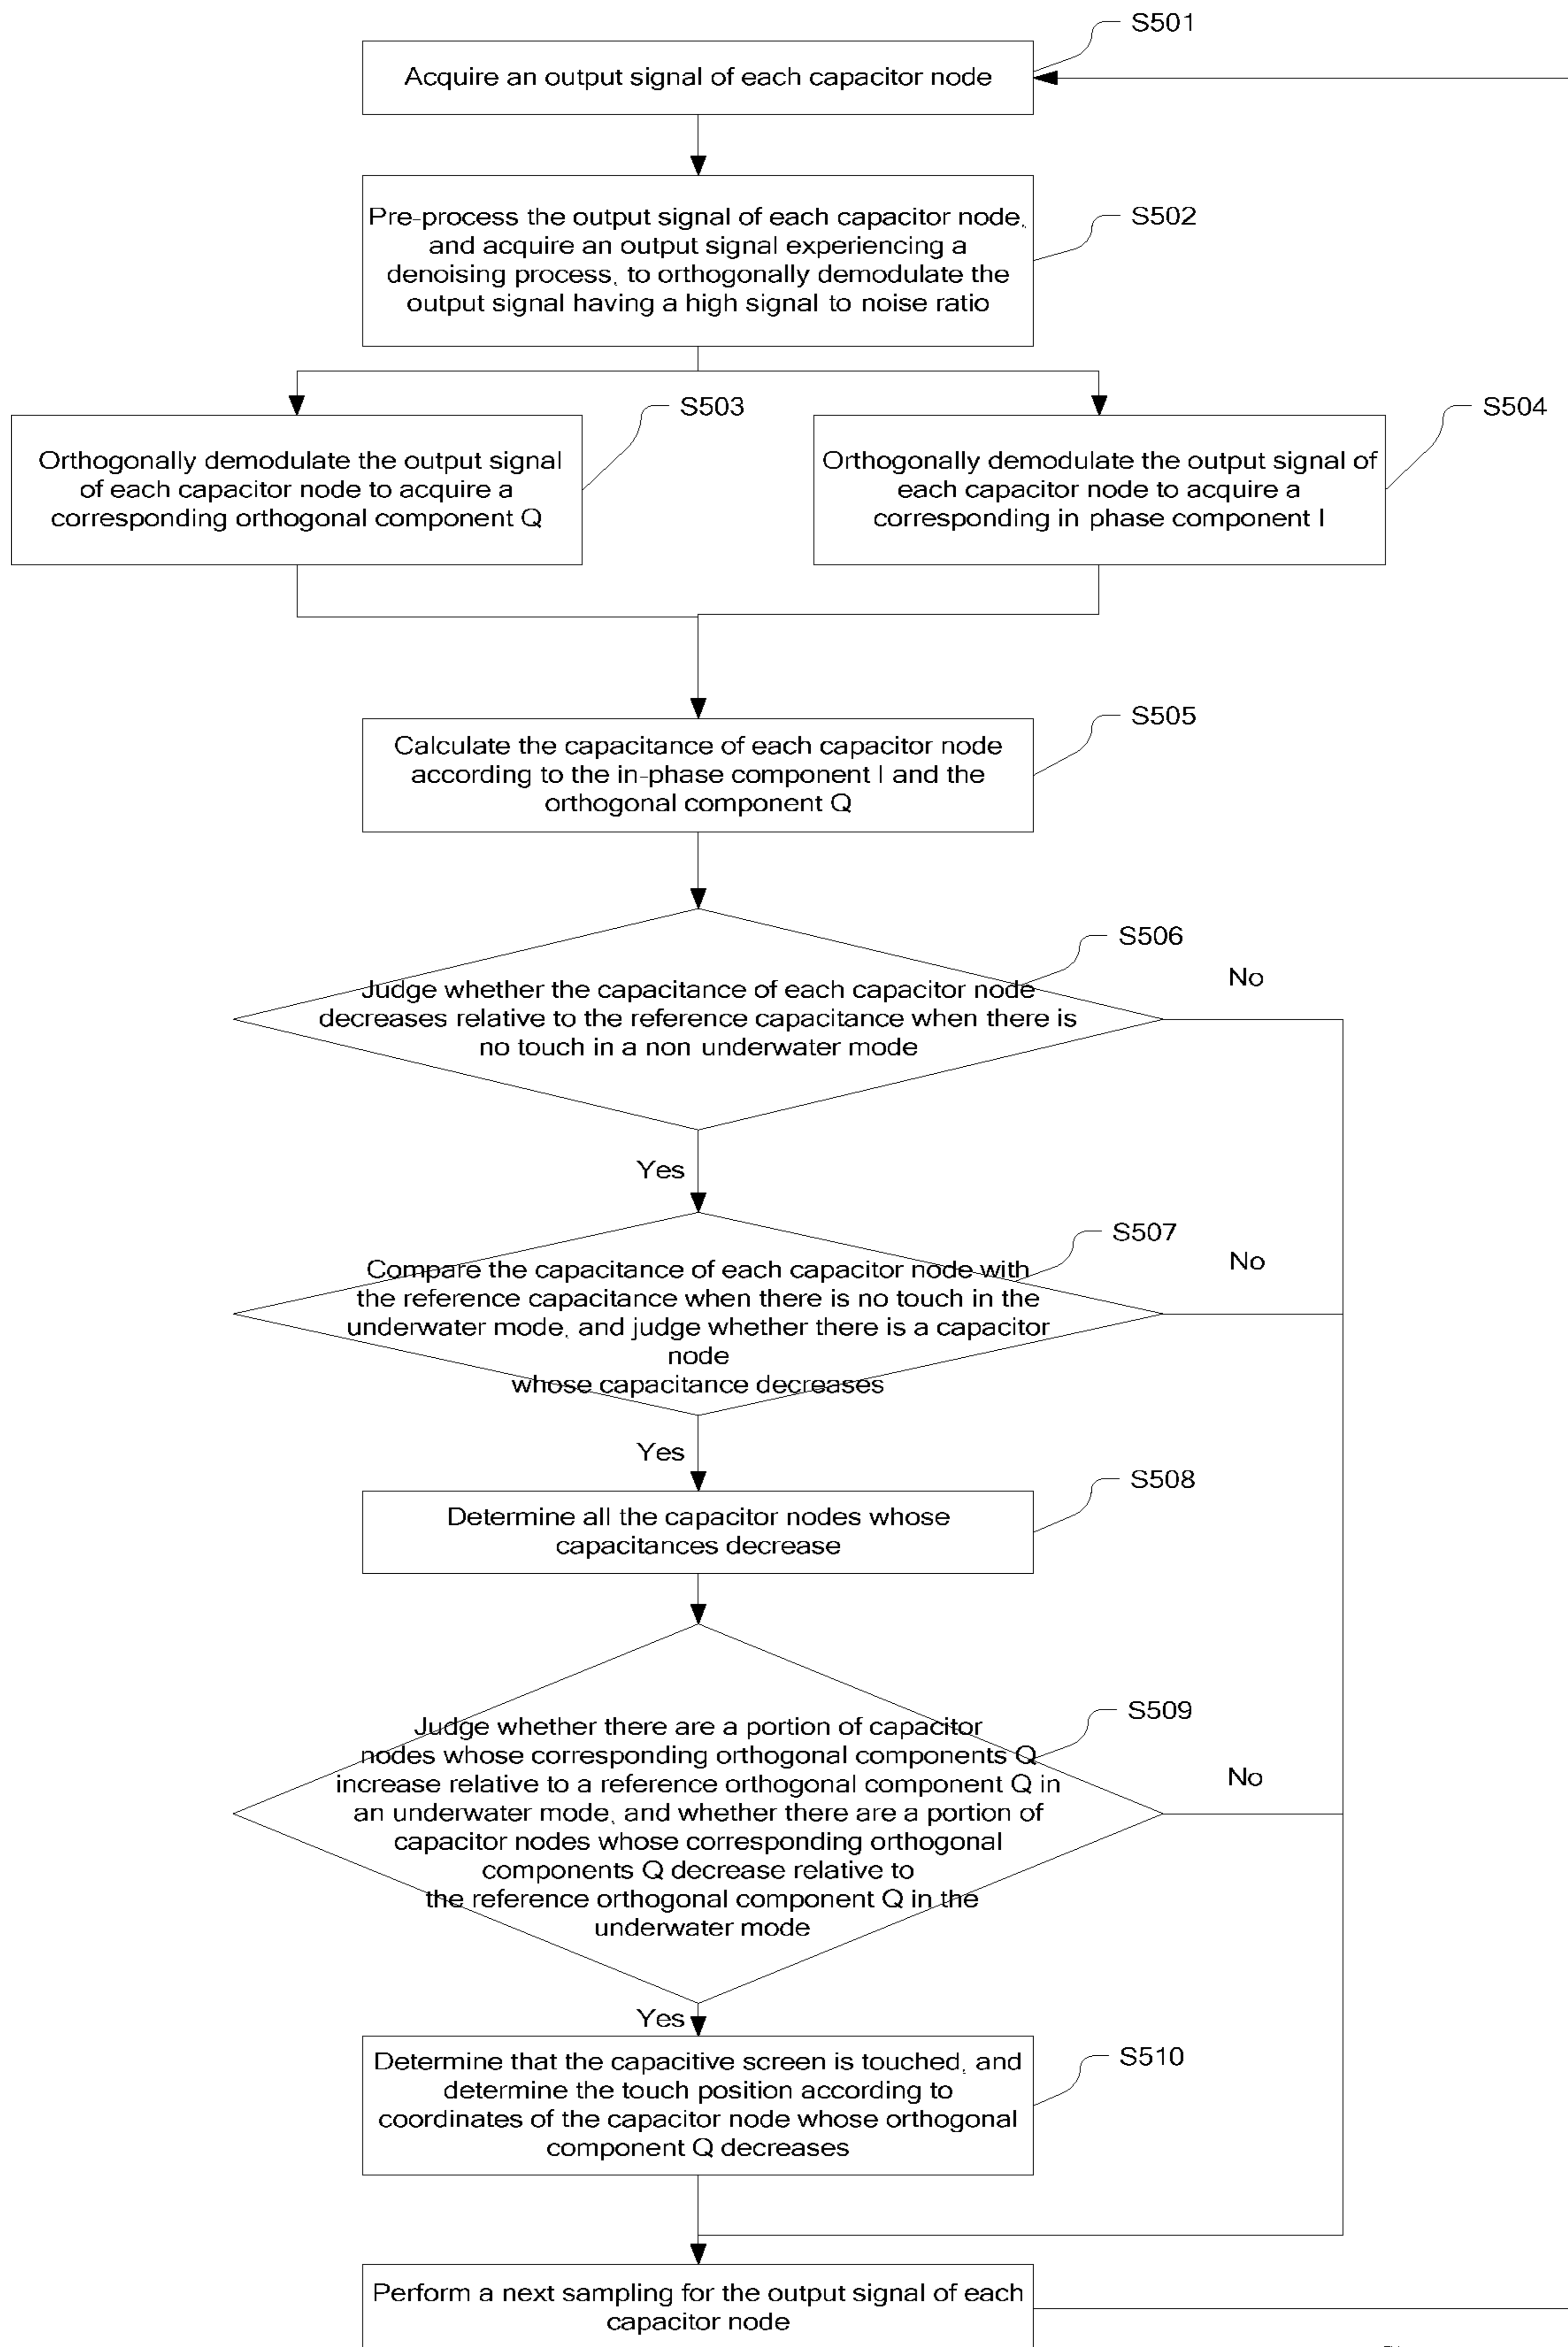 S501
Acquire an output signal of each capacitor node
Pre-process the output signal of each capacitor node,
and acquire an output signal experiencing a
denoising process, to orthogonally demodulate the
output signal having a high signal to noise ratio
S502
S503
Orthogonally demodulate the output signal
of each capacitor node to acquire a
corresponding orthogonal component Q
S504
Orthogonally demodulate the output signal of
each capacitor node to acquire a
corresponding in phase component I
S505
Calculate the capacitance of each capacitor node
according to the in-phase component I and the
orthogonal component Q
S506
No
Judge whether the capacitance of each capacitor node
decreases relative to the reference capacitance when there is
no touch in a non underwater mode
Yes
S507
No
Compare the capacitance of each capacitor node with
the reference capacitance when there is no touch in the
underwater mode, and judge whether there is a capacitor
node
whose capacitance decreases
Yes
S508
Determine all the capacitor nodes whose
capacitances decrease
S509
No
Judge whether there are a portion of capacitor
nodes whose corresponding orthogonal components Q
increase relative to a reference orthogonal component Q in
an underwater mode, and whether there are a portion of
capacitor nodes whose corresponding orthogonal
components Q decrease relative to
the reference orthogonal component Q in the
underwater mode
Yes
S510
Determine that the capacitive screen is touched, and
determine the touch position according to
coordinates of the capacitor node whose orthogonal
component Q decreases
Perform a next sampling for the output signal of each
capacitor node